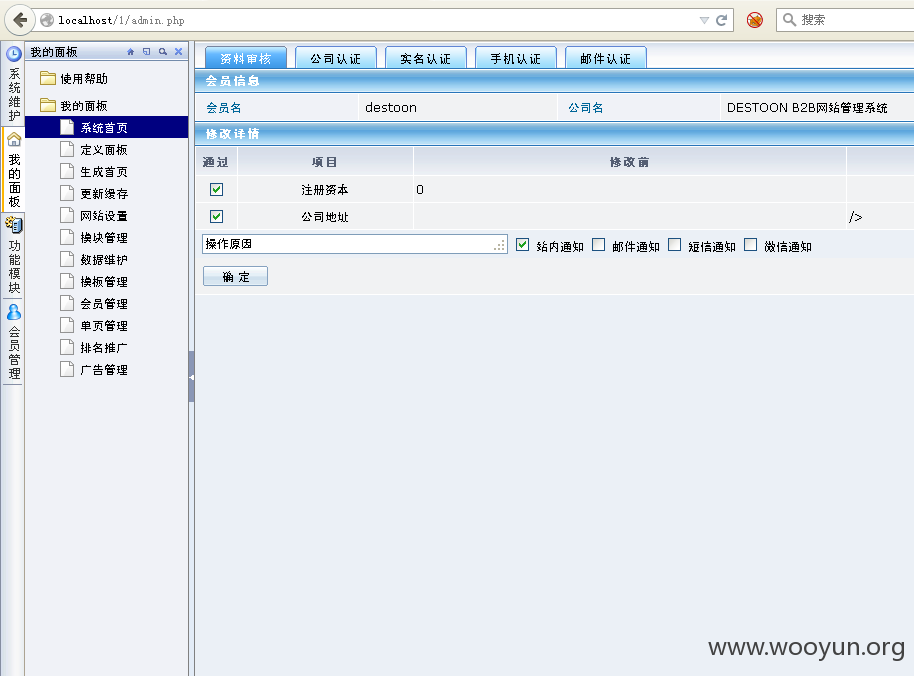 localhost/1/admin.php
搜索
系统维护
我的面板
功能模块
会员管理
我的面板
使用帮助
我的面板
系统首页
定义面板
生成首页
更新缓存
网站设置
模块管理
数据维护
模板管理
会员管理
单页管理
排名推广
广告管理
资料审核 公司认证 实名认证 手机认证 邮件认证
会员信息
会员名 destoon 公司名 DESTOON B2B网站管理系统
修改详情
通过 项目 修改前
注册资本 0
公司地址 />
操作原因 站内通知 邮件通知 短信通知 微信通知
确 定
www.wooyun.org